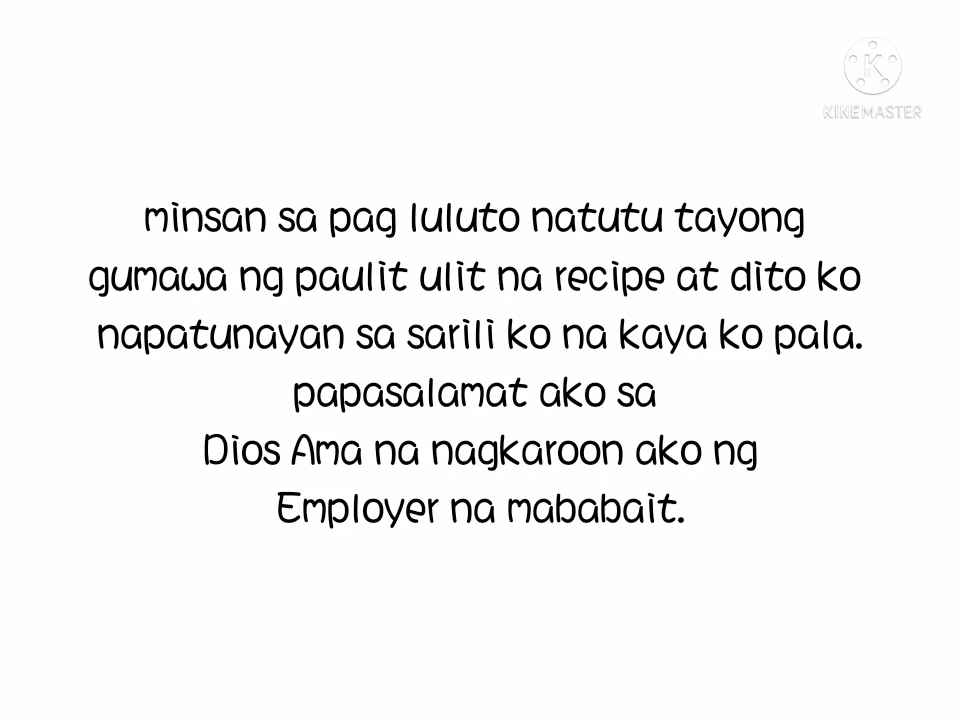 KINEMASTER
minsan sa pag luluto natutu tayong
gumawa ng paulit ulit na recipe at dito ko
napatunayan sa sarili ko na kaya ko pala.
papasalamat ako sa
Dios Ama na nagkaroon ako ng
Employer na mababait.